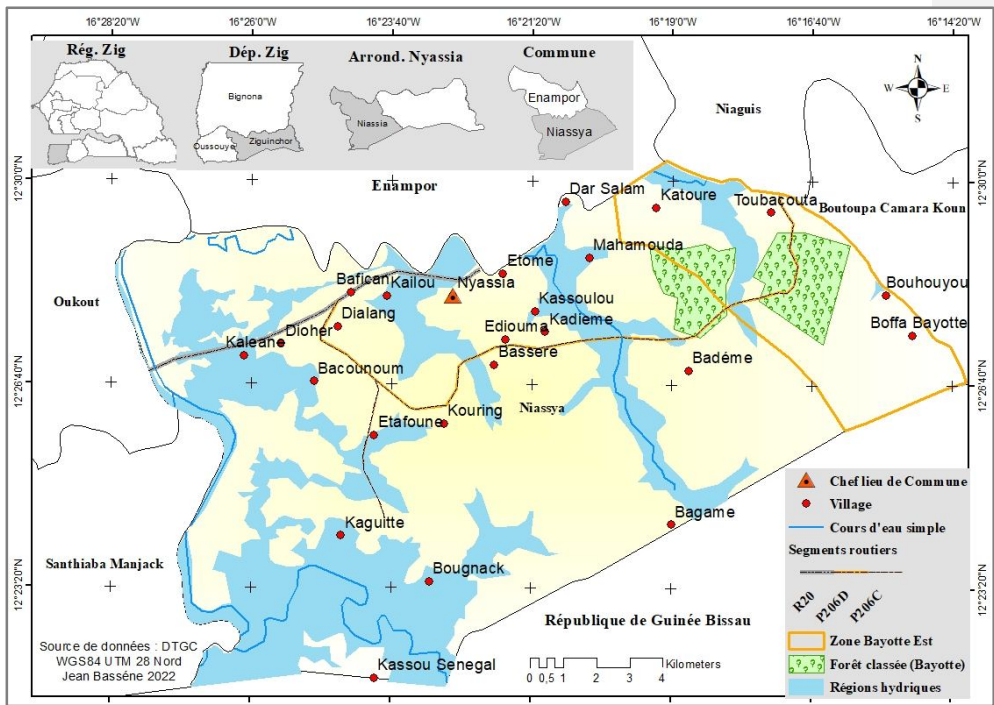 16°28'20"O 16°26'0"O 16°23'40"O 16°21'20"O 16°19'0"O 16°16'40"O 16°14'20"O
Rég. Zig
Dép. Zig
Arrond. Nyassia
Commune
Bignona
Oussouye
Ziguinchor
Niassia
Enampor
Niassya
N
W E
S
Niaguis
12°30'0"N
12°30'0"N
Enampor
Dar Salam
Katoure
Toubacouta
Boutoupa Camara Koun
Mahamouda
Etome
Oukout
Bafican
Kailou
Nyassia
Bouhouyou
Kassoulou
Dialang
Dioher
Ediouma
Kadieme
Boffa Bayotte
Kaleane
Bassere
Badéme
12°26'40"N
12°26'40"N
Bacounoum
Niassya
Kouring
Etafoune
Kaguitte
Bagame
Santhiaba Manjack
Bougnack
12°23'20"N
12°23'20"N
République de Guinée Bissau
Kassou Senegal
Source de données : DTGC
WGS84 UTM 28 Nord
Jean Basséne 2022
Kilometers
0 0,5 1 2 3 4
Chef lieu de Commune
Village
Cours d'eau simple
Segments routiers
R20
P206D
P206C
Zone Bayotte Est
Forêt classée (Bayotte)
Régions hydriques